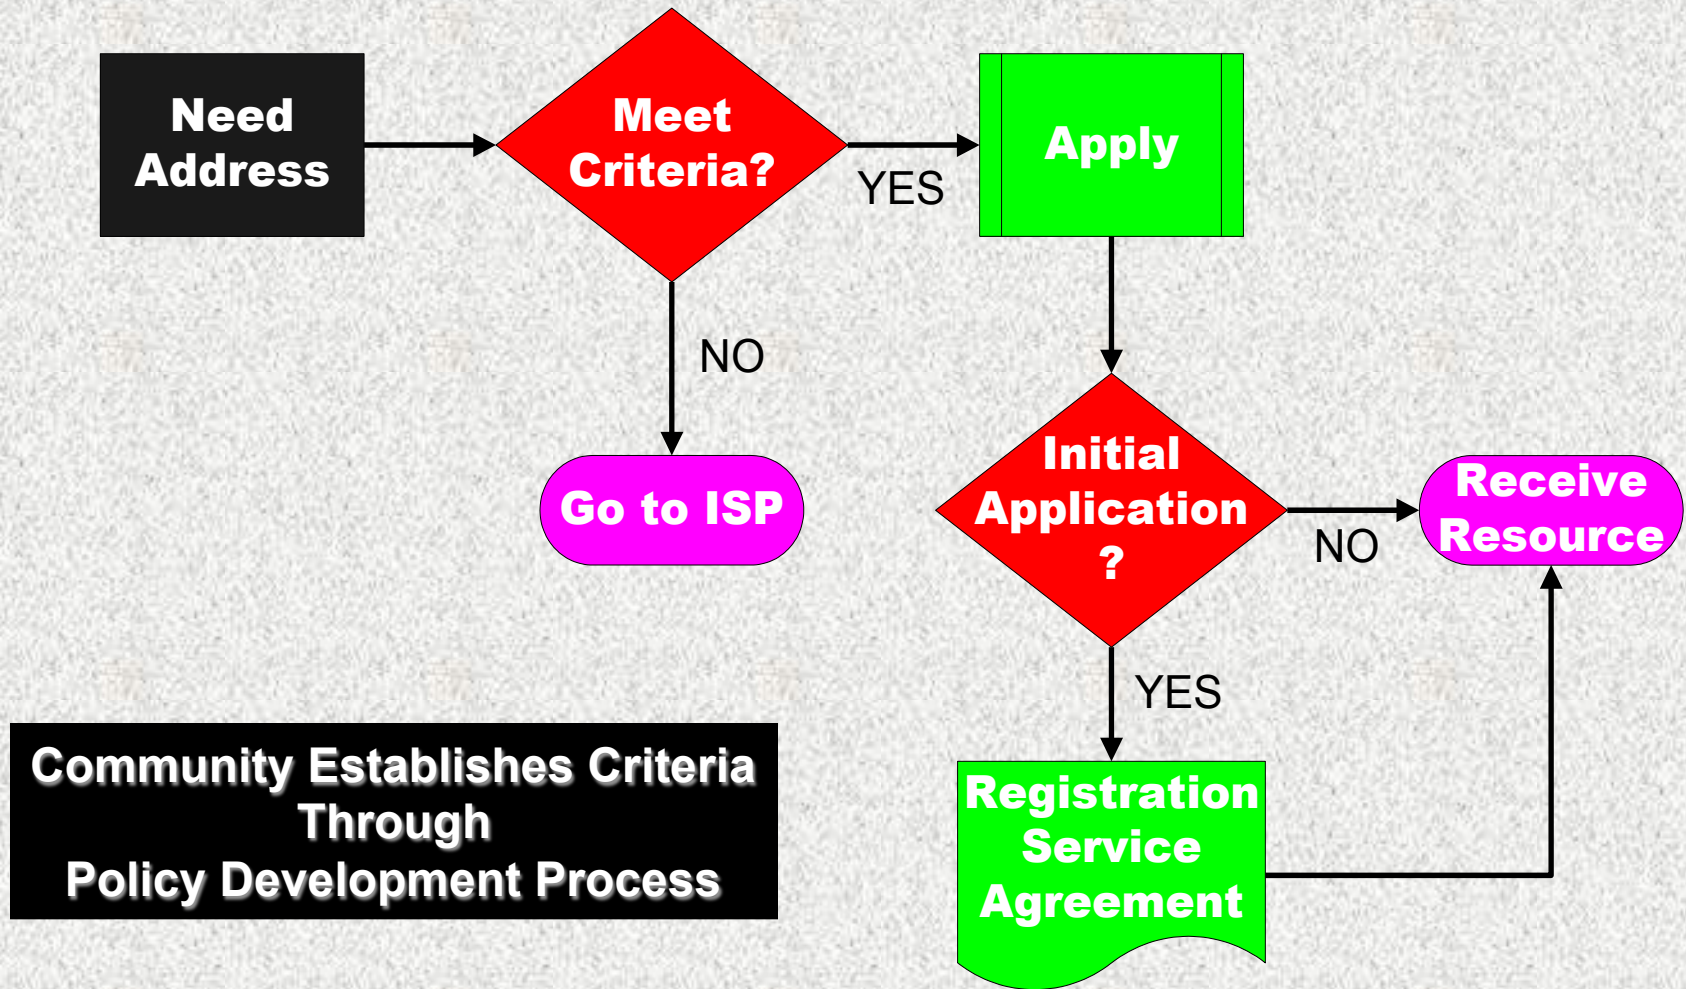 Need
Address
Meet
Criteria?
YES
Apply
NO
Go to ISP
Initial
Application
?
NO
Receive
Resource
YES
Registration
Service
Agreement
Community Establishes Criteria
Through
Policy Development Process